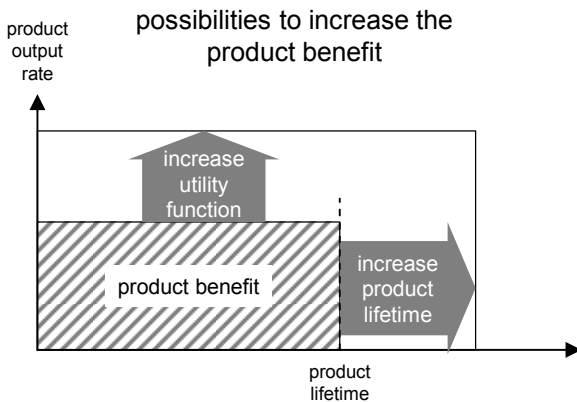 possibilities to increase the
product benefit
product
output
rate
increase
utility
function
product benefit
increase
product
lifetime
product
lifetime